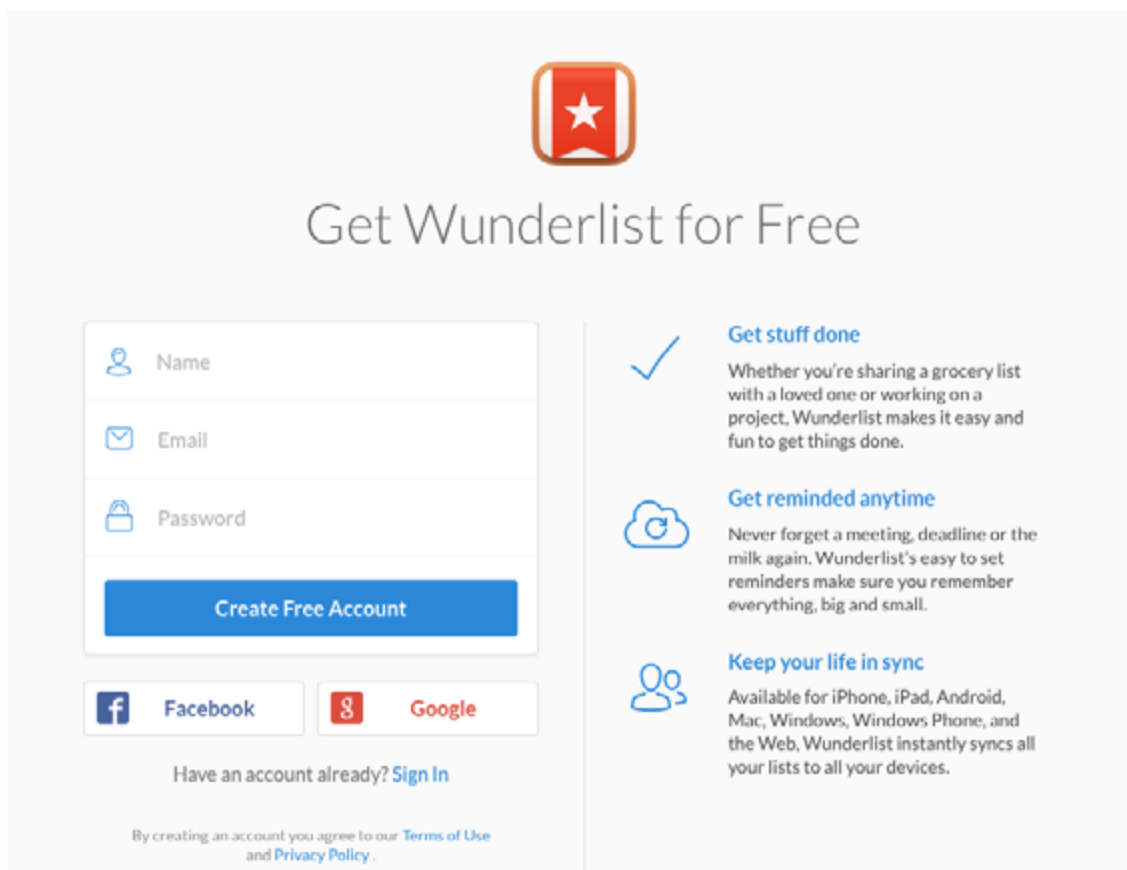 Get Wunderlist for Free
Name
Email
Password
Create Free Account
Facebook
Google
Have an account already? Sign In
By creating an account you agree to our Terms of Use
and Privacy Policy .
Get stuff done
Whether you're sharing a grocery list
with a loved one or working on a
project, Wunderlist makes it easy and
fun to get things done.
Get reminded anytime
Never forget a meeting, deadline or the
milk again. Wunderlist's easy to set
reminders make sure you remember
everything, big and small.
Keep your life in sync
Available for iPhone, iPad, Android,
Mac, Windows, Windows Phone, and
the Web, Wunderlist instantly syncs all
your lists to all your devices.